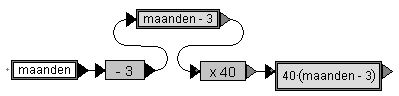 maanden - 3
maanden
- 3
x 40
40·(maanden - 3)